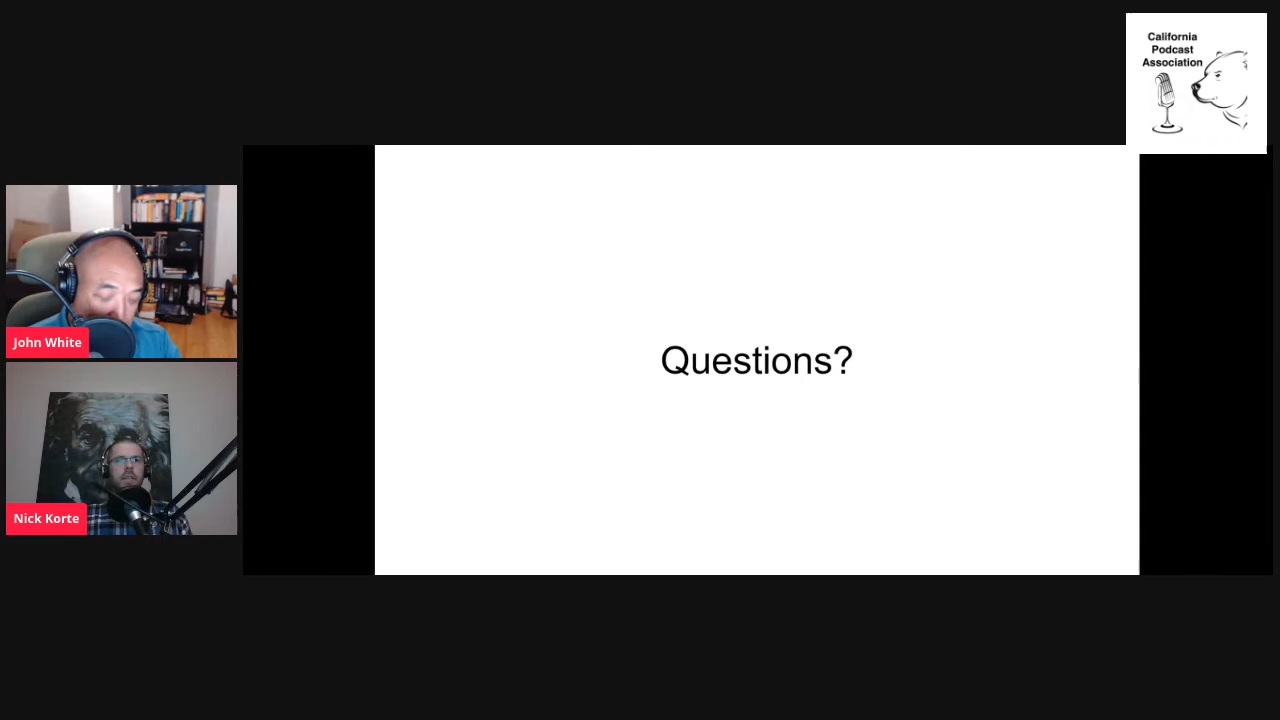 California
Podcast
Association
John White
Questions?
Nick Korte